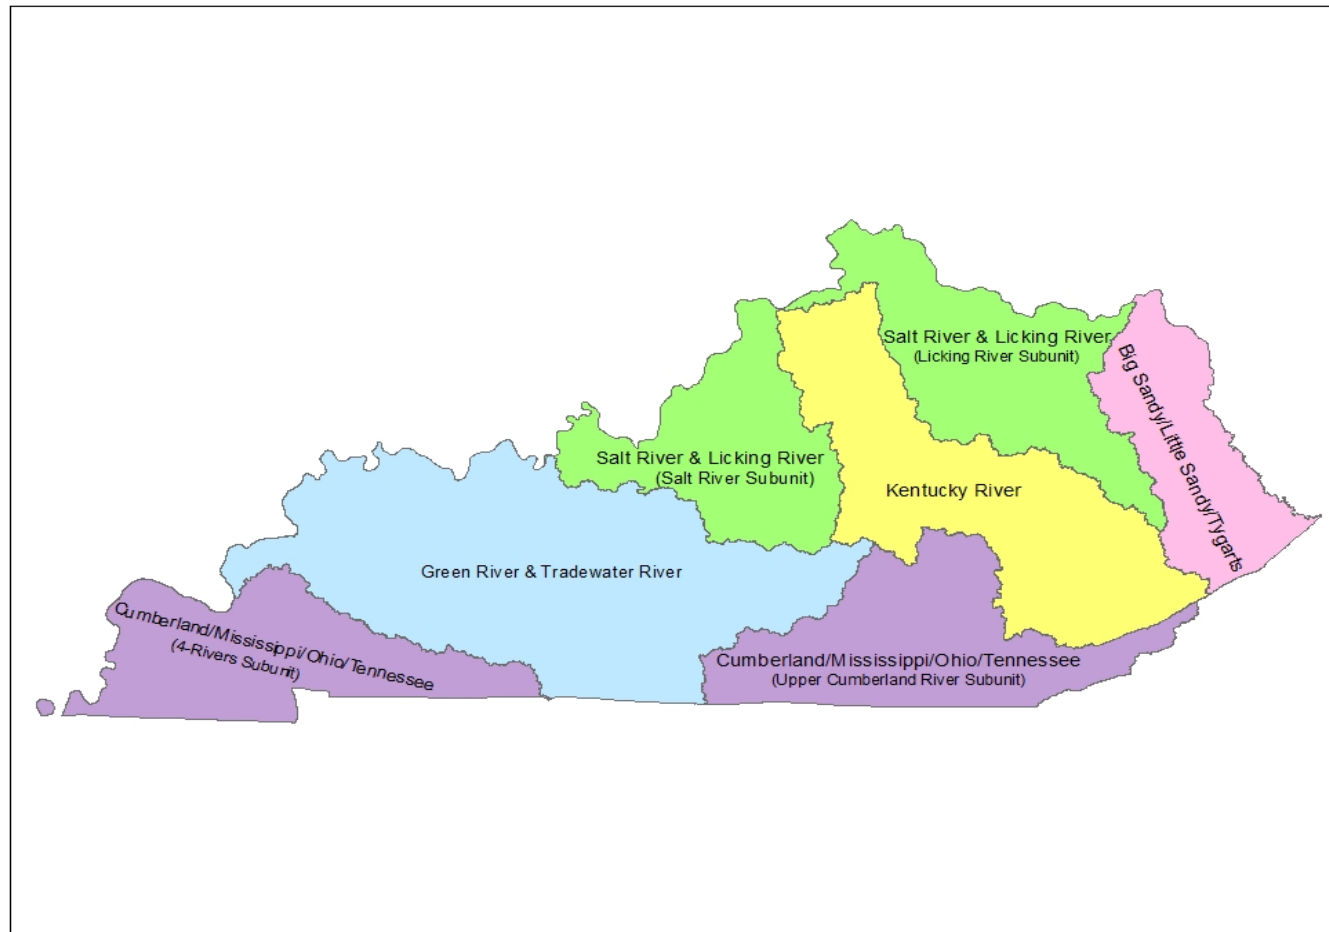 Salt River & Licking River
(Licking River Subunit)
Big Sandy/Little Sandy/Tygarts
Salt River & Licking River
(Salt River Subunit)
Kentucky River
Green River & Tradewater River
Cumberland/Mississippi/Ohio/Tennessee
(4-Rivers Subunit)
Cumberland/Mississippi/Ohio/Tennessee
(Upper Cumberland River Subunit)